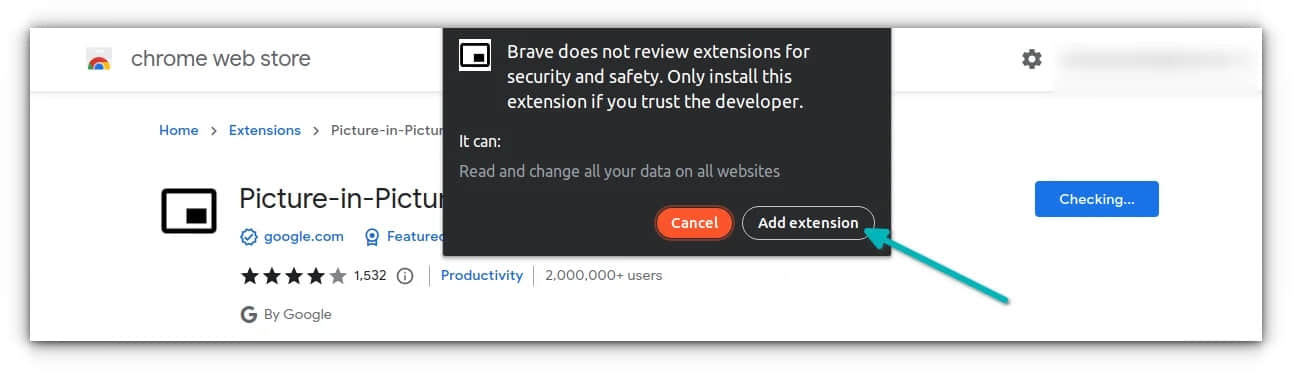 chrome web store
Brave does not review extensions for
security and safety. Only install this
extension if you trust the developer.
It can:
Read and change all your data on all websites
Cancel
Add extension
Home > Extensions > Picture-in-Pictur
Picture-in-Pictur
Checking...
google.com
Featured
1,532
Productivity
2,000,000+ users
By Google